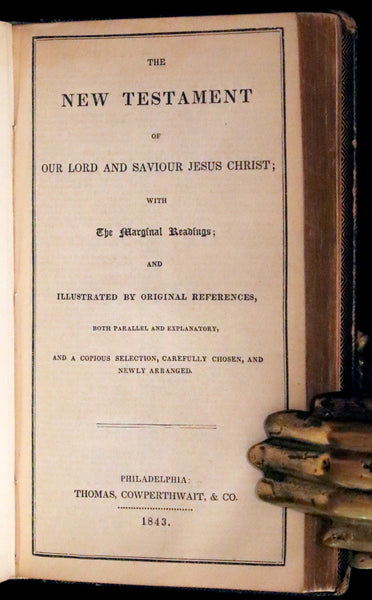 THE
NEW TESTAMENT
OF
OUR LORD AND SAVIOUR JESUS CHRIST;
WITH
The Marginal Readings;
AND
ILLUSTRATED BY ORIGINAL REFERENCES,
BOTH PARALLEL AND EXPLANATORY,
AND A COPIOUS SELECTION, CAREFULLY CHOSEN, AND
NEWLY ARRANGED.
PHILADELPHIA:
THOMAS, COWPERTHWAIT, & CO.
1843.